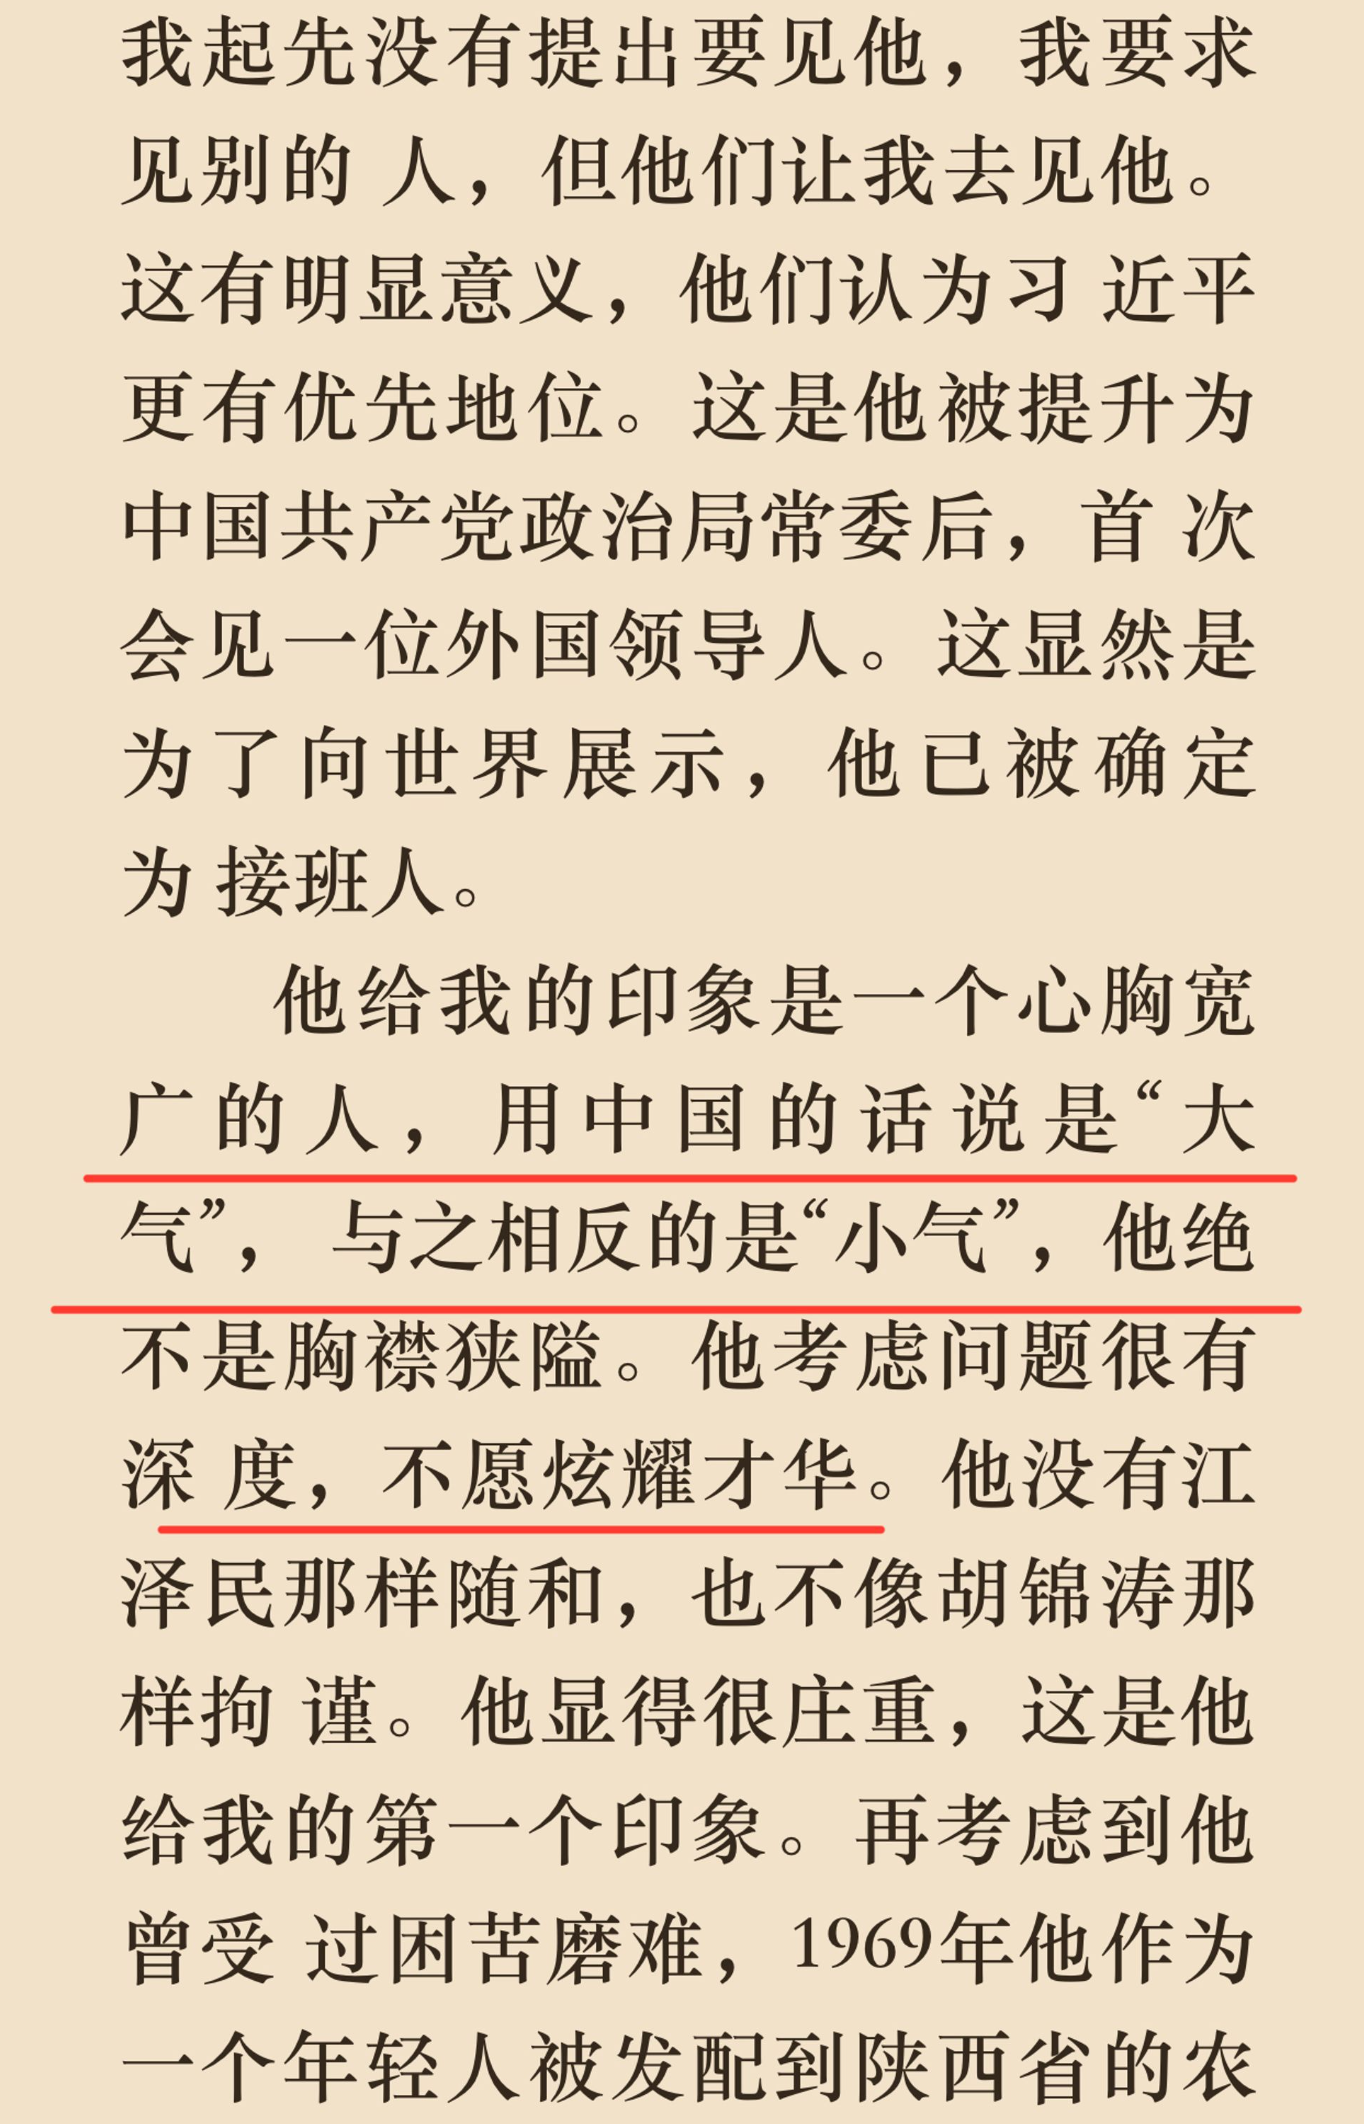 我起先没有提出要见他，我要求
见别的 人，但他们让我去见他。
这有明显意义，他们认为习 近平
更有优先地位。这是他被提升为
中国共产党政治局常委后，首 次
会见一位外国领导人。这显然是
为了向世界展示，他已被确定
为 接班人。
他给我的印象是一个心胸宽
广的人，用中国的话说是“大
气”，与之相反的是“小气”，他绝
不是胸襟狭隘。他考虑问题很有
深 度，不愿炫耀才华。他没有江
泽民那样随和，也不像胡锦涛那
样拘 谨。他显得很庄重，这是他
给我的第一个印象。再考虑到他
曾受 过困苦磨难，1969年他作为
一个年轻人被发配到陕西省的农